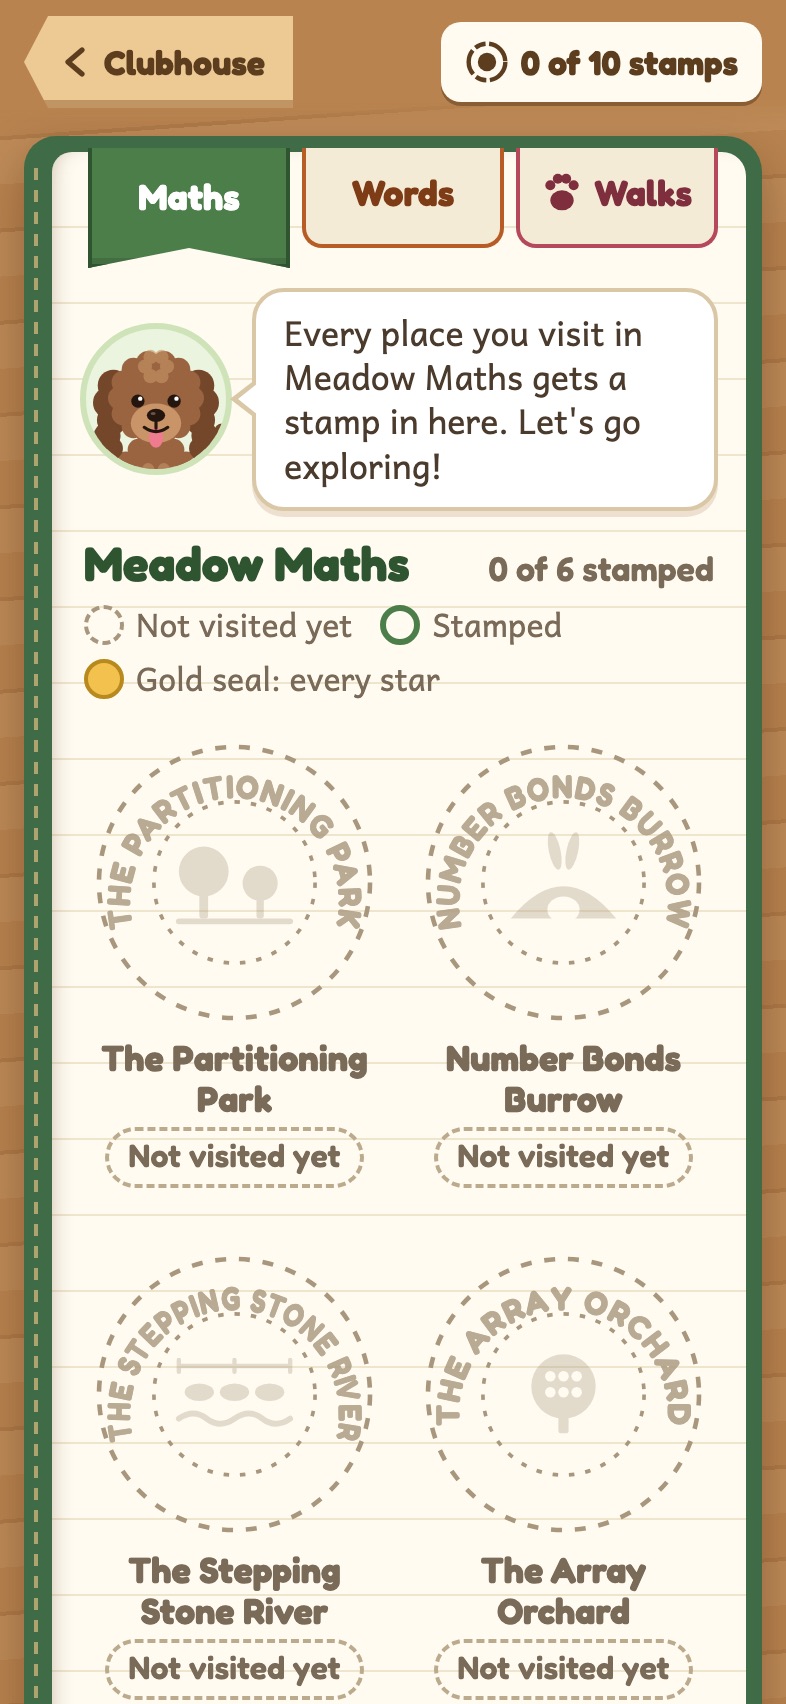 Clubhouse
0 of 10 stamps
Maths
Words
Walks
Every place you visit in
Meadow Maths gets a
stamp in here. Let's go
exploring!
Meadow Maths
0 of 6 stamped
Not visited yet
Stamped
Gold seal: every star
THE PARTITIONING PARK
NUMBER BONDS BURROW
The Partitioning
Park
Number Bonds
Burrow
Not visited yet
Not visited yet
THE STEPPING STONE RIVER
THE ARRAY ORCHARD
The Stepping
Stone River
The Array
Orchard
Not visited yet
Not visited yet